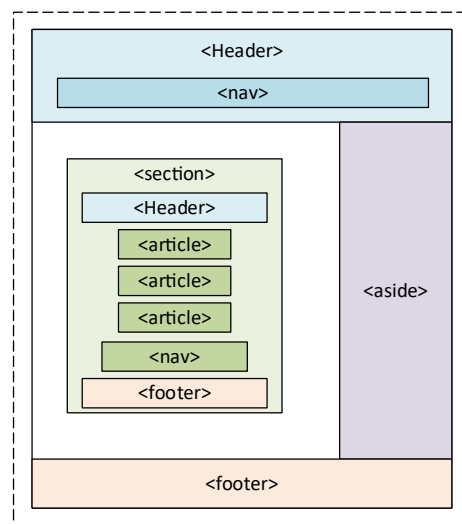 <Header>
<nav>
<section>
<Header>
<article>
<article>
<article>
<nav>
<footer>
<aside>
<footer>